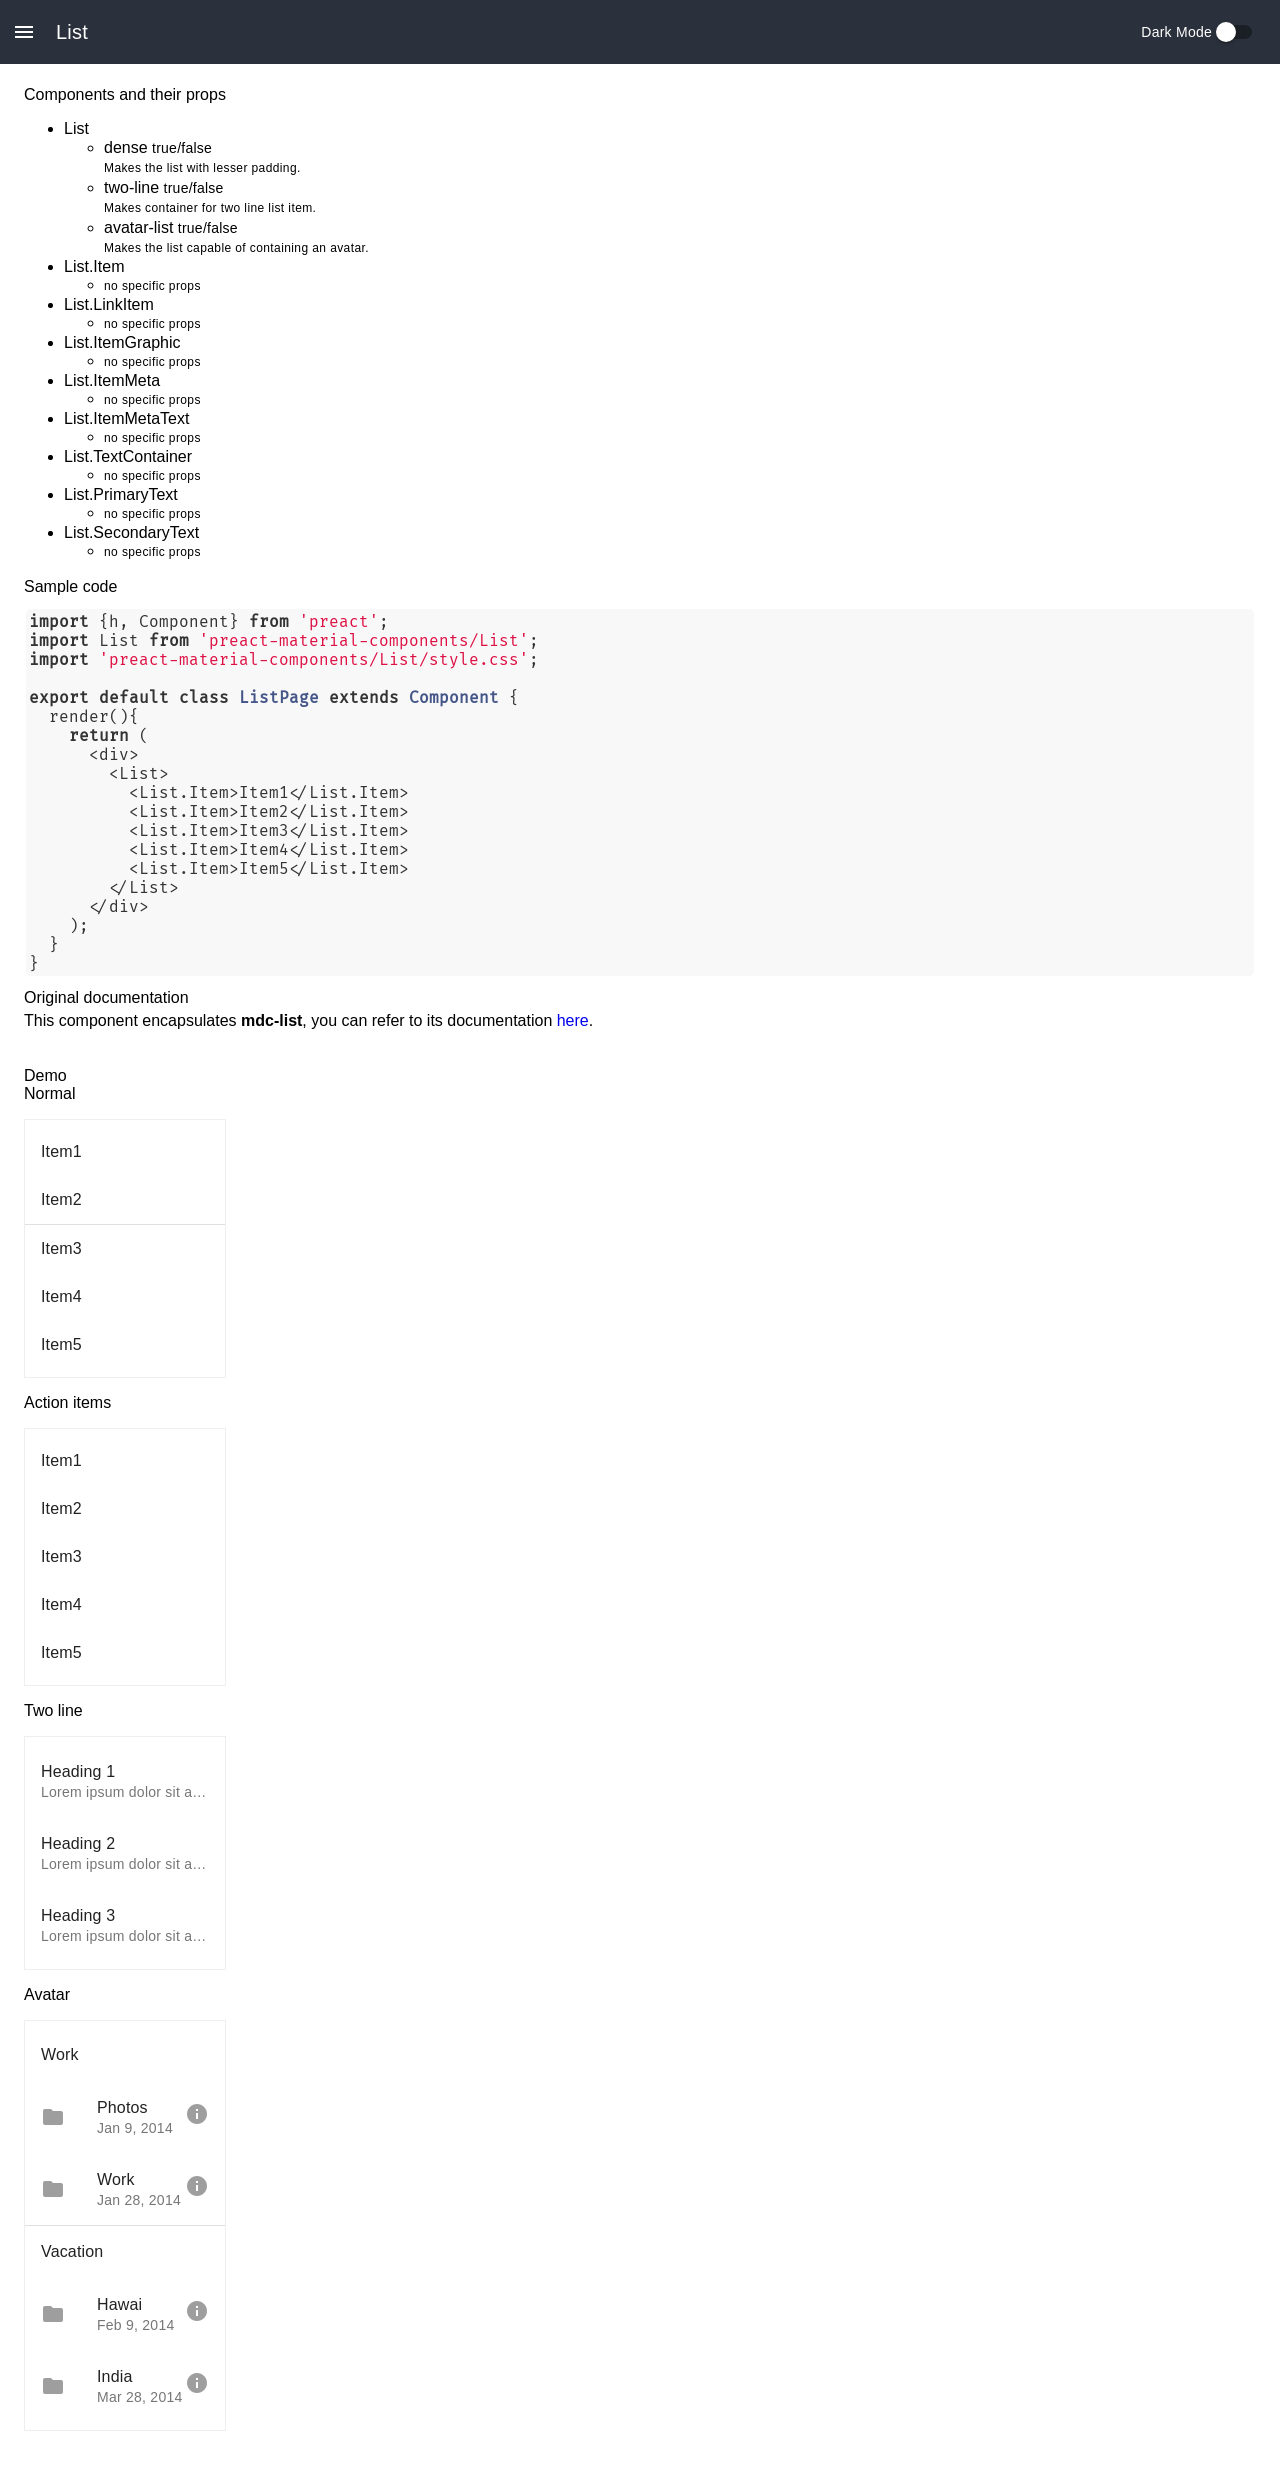 List
Dark Mode
Components and their props
List
dense true/false
Makes the list with lesser padding.
two-line true/false
Makes container for two line list item.
avatar-list true/false
Makes the list capable of containing an avatar.
List.Item
no specific props
List.LinkItem
no specific props
List.ItemGraphic
no specific props
List.ItemMeta
no specific props
List.ItemMetaText
no specific props
List.TextContainer
no specific props
List.PrimaryText
no specific props
List.SecondaryText
no specific props
Sample code
import {h, Component} from 'preact';
import List from 'preact-material-components/List';
import 'preact-material-components/List/style.css';
export default class ListPage extends Component {
  render(){
    return (
      <div>
        <List>
          <List.Item>Item1</List.Item>
          <List.Item>Item2</List.Item>
          <List.Item>Item3</List.Item>
          <List.Item>Item4</List.Item>
          <List.Item>Item5</List.Item>
        </List>
      </div>
    );
  }
}
Original documentation
This component encapsulates mdc-list, you can refer to its documentation here.
Demo
Normal
Item1
Item2
Item3
Item4
Item5
Action items
Item1
Item2
Item3
Item4
Item5
Two line
Heading 1
Lorem ipsum dolor sit a…
Heading 2
Lorem ipsum dolor sit a…
Heading 3
Lorem ipsum dolor sit a…
Avatar
Work
Photos
Jan 9, 2014
Work
Jan 28, 2014
Vacation
Hawai
Feb 9, 2014
India
Mar 28, 2014